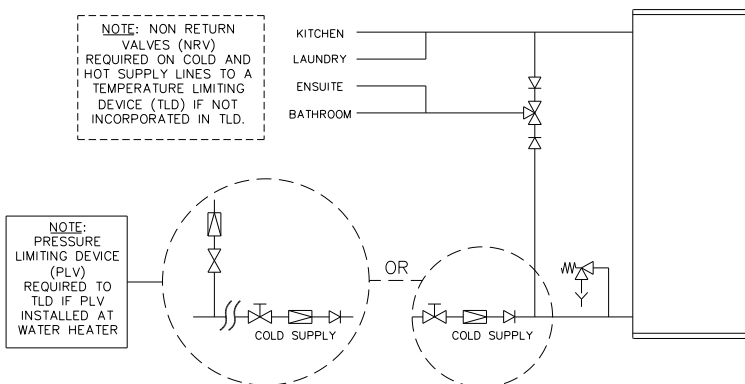 NOTE: NON RETURN
VALVES (NRV)
REQUIRED ON COLD AND
HOT SUPPLY LINES TO A
TEMPERATURE LIMITING
DEVICE (TLD) IF NOT
INCORPORATED IN TLD.
KITCHEN
LAUNDRY
ENSUITE
BATHROOM
NOTE:
PRESSURE
LIMITING DEVICE
(PLV)
REQUIRED TO
TLD IF PLV
INSTALLED AT
WATER HEATER
OR
COLD SUPPLY
COLD SUPPLY